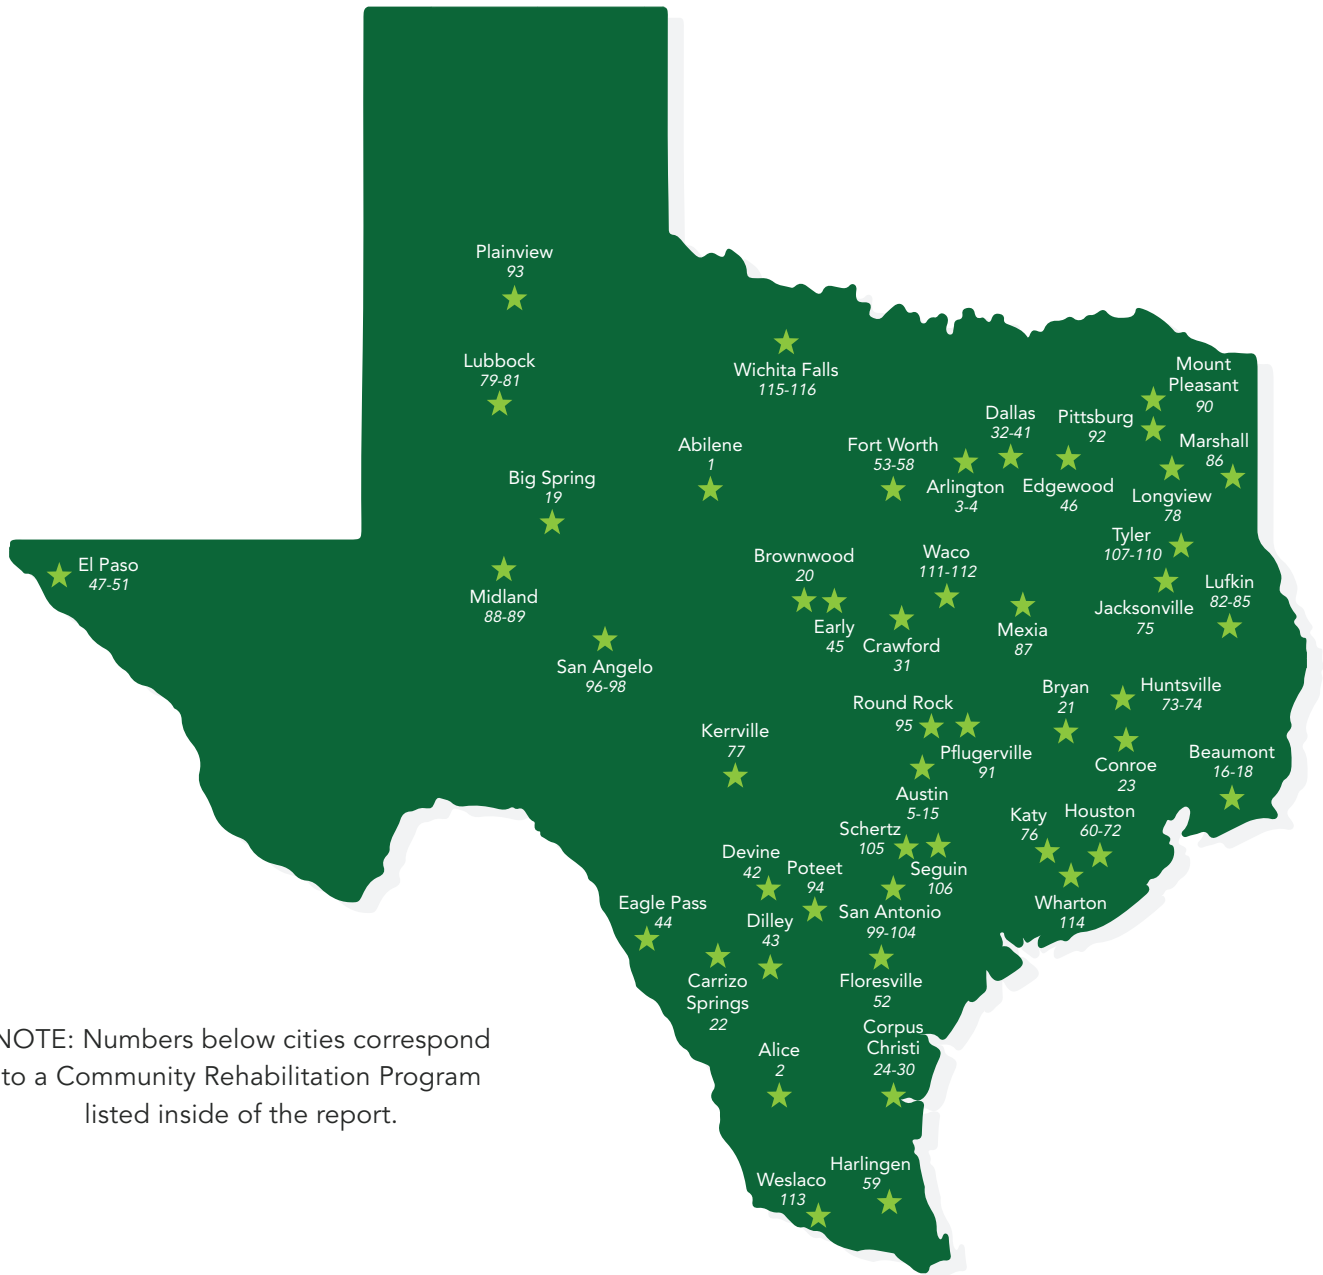 Plainview
93
Lubbock
79-81
Wichita Falls
115-116
Mount
Pleasant
90
Dallas
32-41
Pittsburg
92
Abilene
1
Fort Worth
53-58
Marshall
86
Big Spring
19
Arlington
3-4
Edgewood
46
Longview
78
El Paso
47-51
Midland
88-89
Brownwood
20
Waco
111-112
Tyler
107-110
Lufkin
82-85
Early
45
Crawford
31
Mexia
87
Jacksonville
75
San Angelo
96-98
Kerrville
77
Round Rock
95
Bryan
21
Huntsville
73-74
Pflugerville
91
Conroe
23
Beaumont
16-18
Austin
5-15
Katy
76
Houston
60-72
Schertz
105
Devine
42
Poteet
94
Seguin
106
Wharton
114
Eagle Pass
44
Dilley
43
San Antonio
99-104
Carrizo
Springs
22
Floresville
52
NOTE: Numbers below cities correspond
to a Community Rehabilitation Program
listed inside of the report.
Alice
2
Corpus
Christi
24-30
Weslaco
113
Harlingen
59